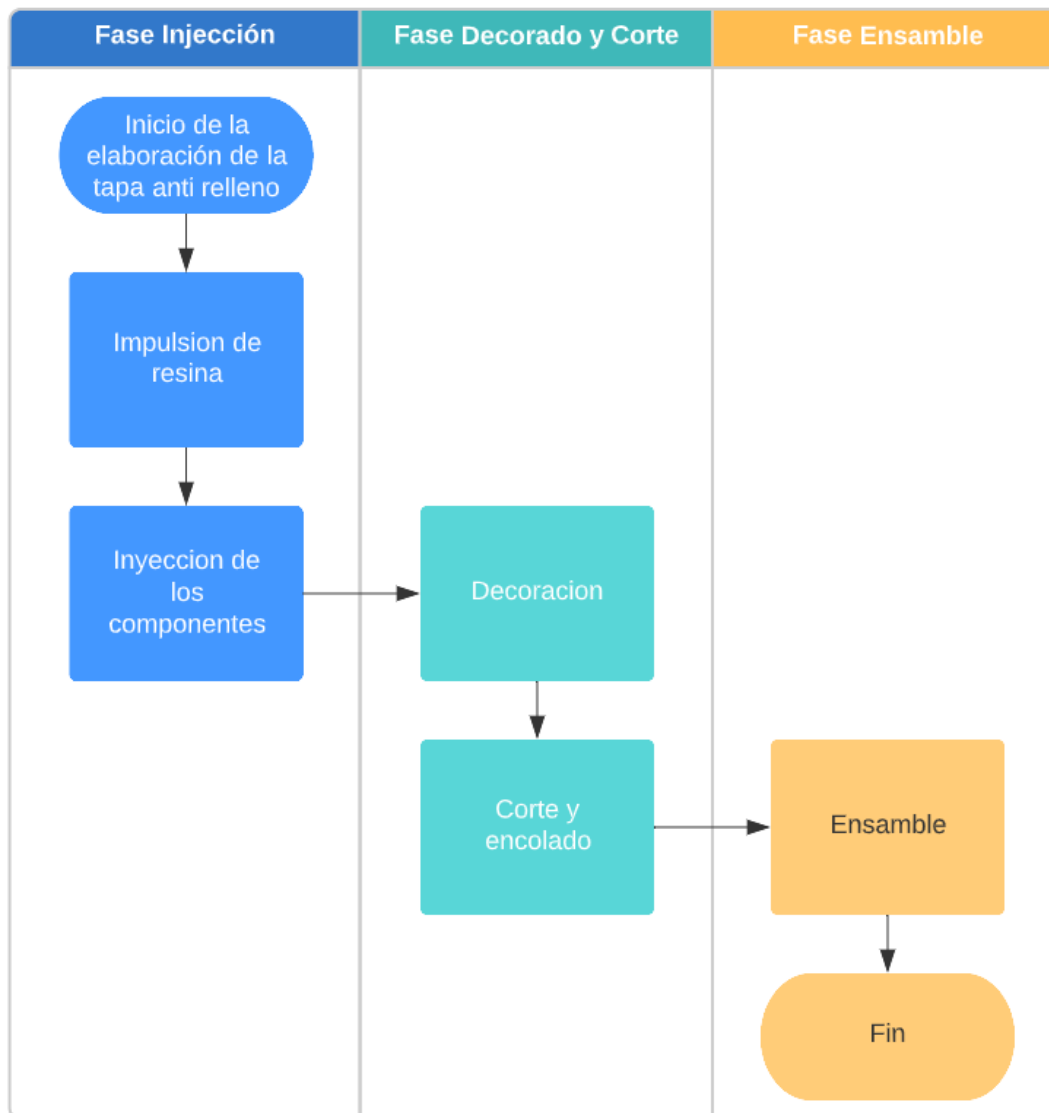 Fase Injección
Fase Decorado y Corte
Fase Ensamble
Inicio de la
elaboración de la
tapa anti relleno
Impulsion de
resina
Inyeccion de
los
componentes
Decoracion
Corte y
encolado
Ensamble
Fin